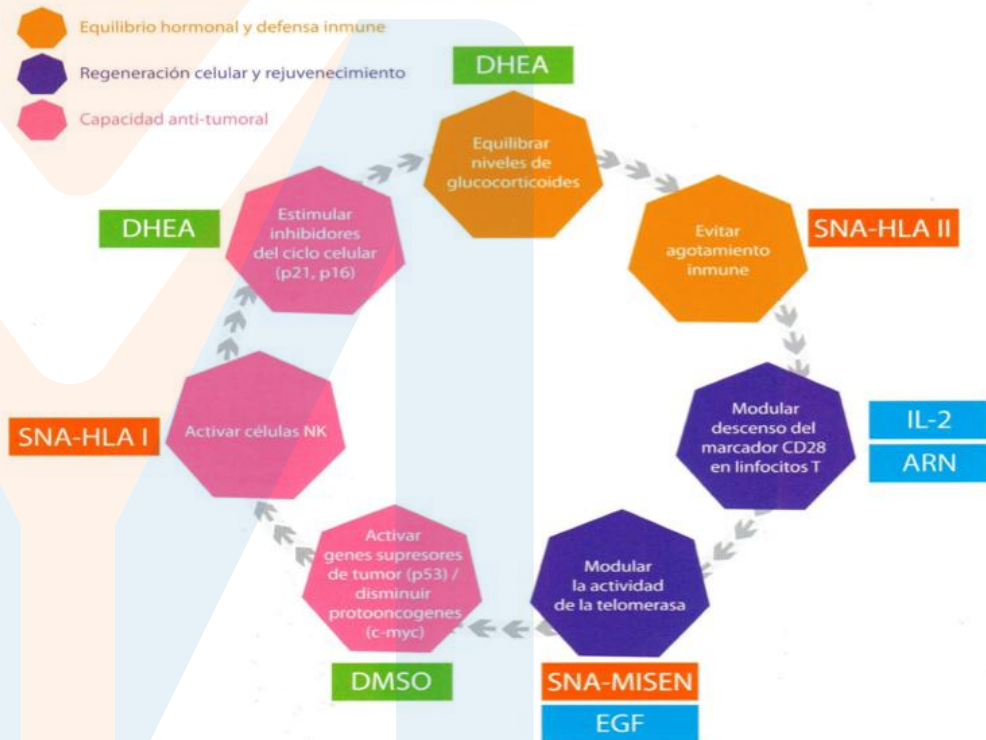 Equilibrio hormonal y defensa inmune
Regeneración celular y rejuvenecimiento
Capacidad anti-tumoral
DHEA
Equilibrar
niveles de
glucocorticoides
Evitar
agotamiento
inmune
SNA-HLA II
Modular
descenso del
marcador CD28
en linfocitos T
IL-2
ARN
Modular
la actividad
de la telomerasa
SNA-MISEN
EGF
Activar
genes supresores
de tumor (p53) /
disminuir
protooncogenes
(c-myc)
DMSO
Activar células NK
SNA-HLA I
Estimular
inhibidores
del ciclo celular
(p21, p16)
DHEA